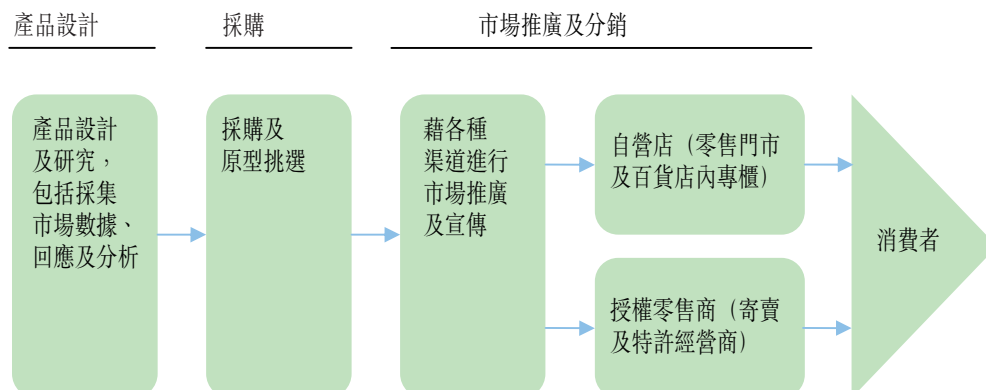 產品設計
採購
市場推廣及分銷
產品設計
及研究，
包括採集
市場數據、
回應及分析
採購及
原型挑選
藉各種
渠道進行
市場推廣
及宣傳
自營店（零售門市
及百貨店內專櫃）
授權零售商（寄賣
及特許經營商）
消費者